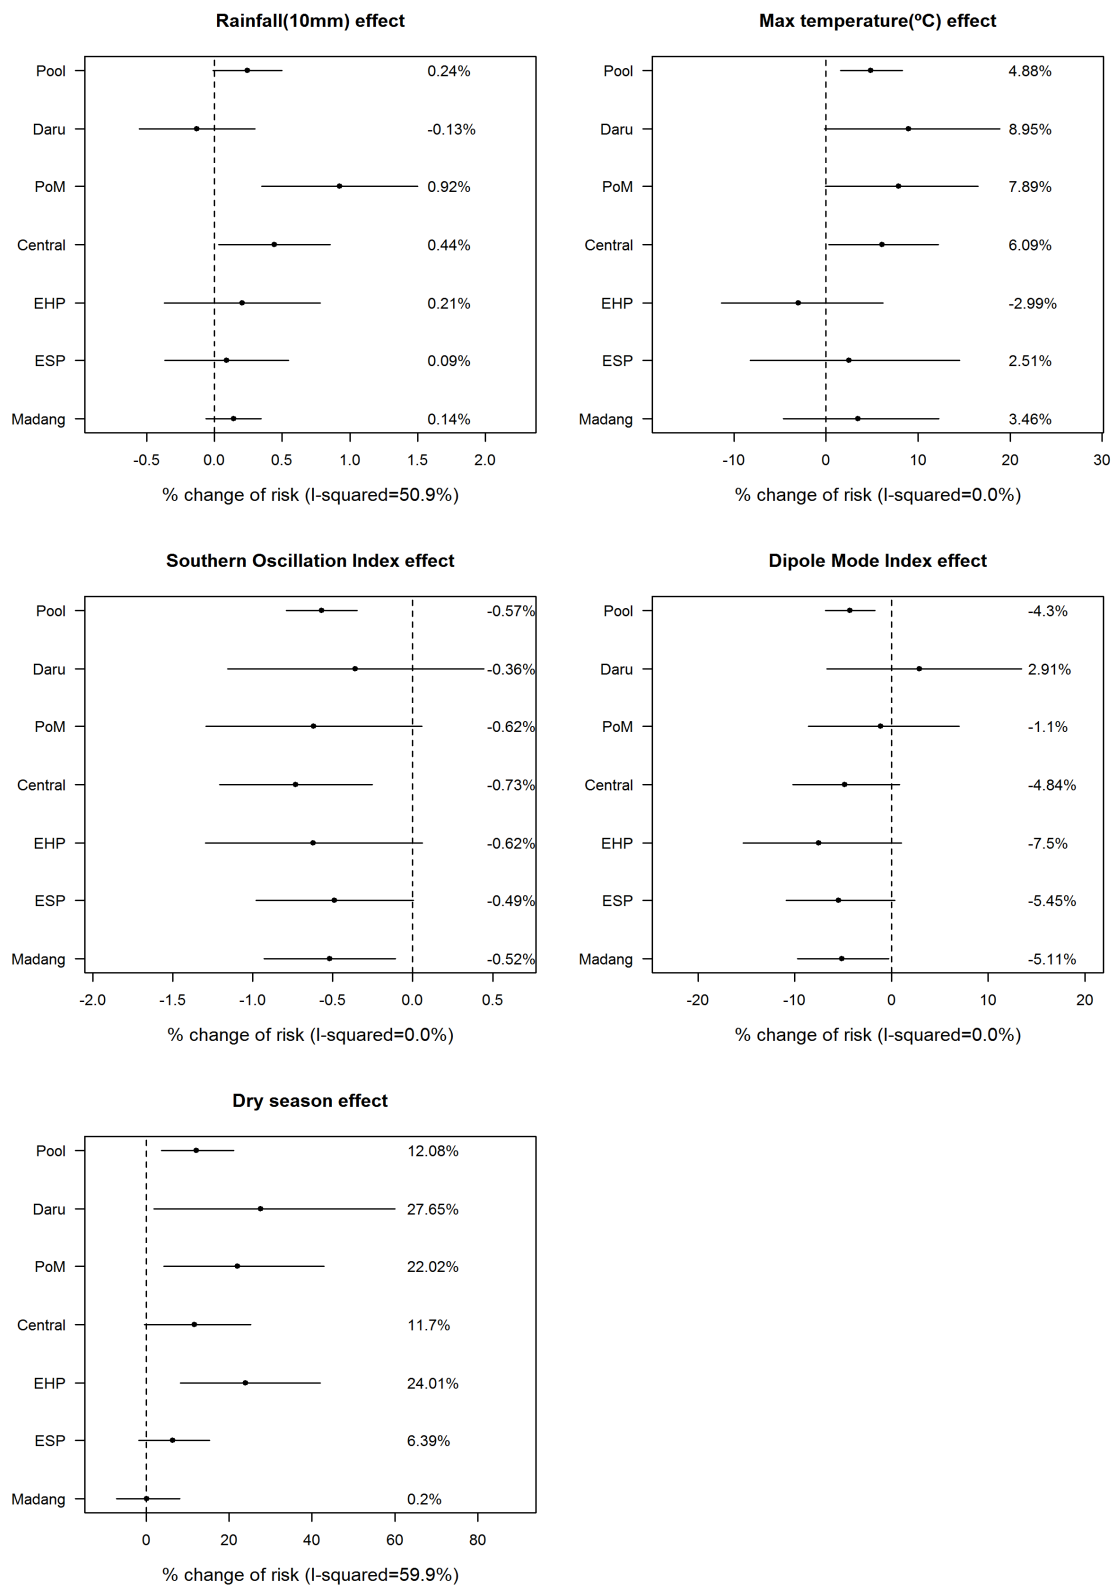 Rainfall(10mm) effect
Pool 0.24%
Daru -0.13%
PoM 0.92%
Central 0.44%
EHP 0.21%
ESP 0.09%
Madang 0.14%
-0.5 0.0 0.5 1.0 1.5 2.0
% change of risk (I-squared=50.9%)
Max temperature(ºC) effect
Pool 4.88%
Daru 8.95%
PoM 7.89%
Central 6.09%
EHP -2.99%
ESP 2.51%
Madang 3.46%
-10 0 10 20 30
% change of risk (I-squared=0.0%)
Southern Oscillation Index effect
Pool -0.57%
Daru -0.36%
PoM -0.62%
Central -0.73%
EHP -0.62%
ESP -0.49%
Madang -0.52%
-2.0 -1.5 -1.0 -0.5 0.0 0.5
% change of risk (I-squared=0.0%)
Dipole Mode Index effect
Pool -4.3%
Daru 2.91%
PoM -1.1%
Central -4.84%
EHP -7.5%
ESP -5.45%
Madang -5.11%
-20 -10 0 10 20
% change of risk (I-squared=0.0%)
Dry season effect
Pool 12.08%
Daru 27.65%
PoM 22.02%
Central 11.7%
EHP 24.01%
ESP 6.39%
Madang 0.2%
0 20 40 60 80
% change of risk (I-squared=59.9%)